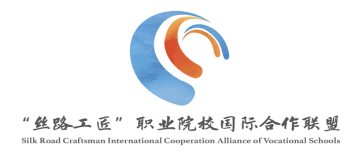 “丝路工匠”职业院校国际合作联盟
Silk Road Craftsman International Cooperation Alliance of Vocational Schools